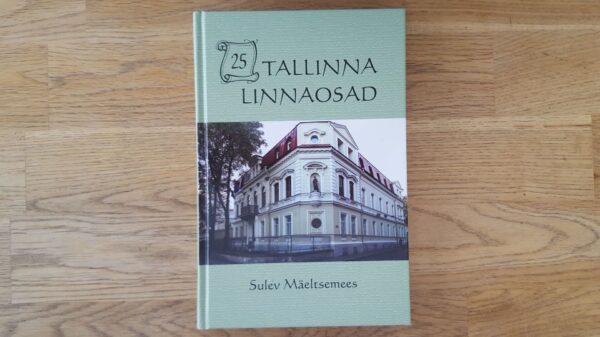 25
TALLINNA
LINNAOSAD
Sulev Mäeltsemees